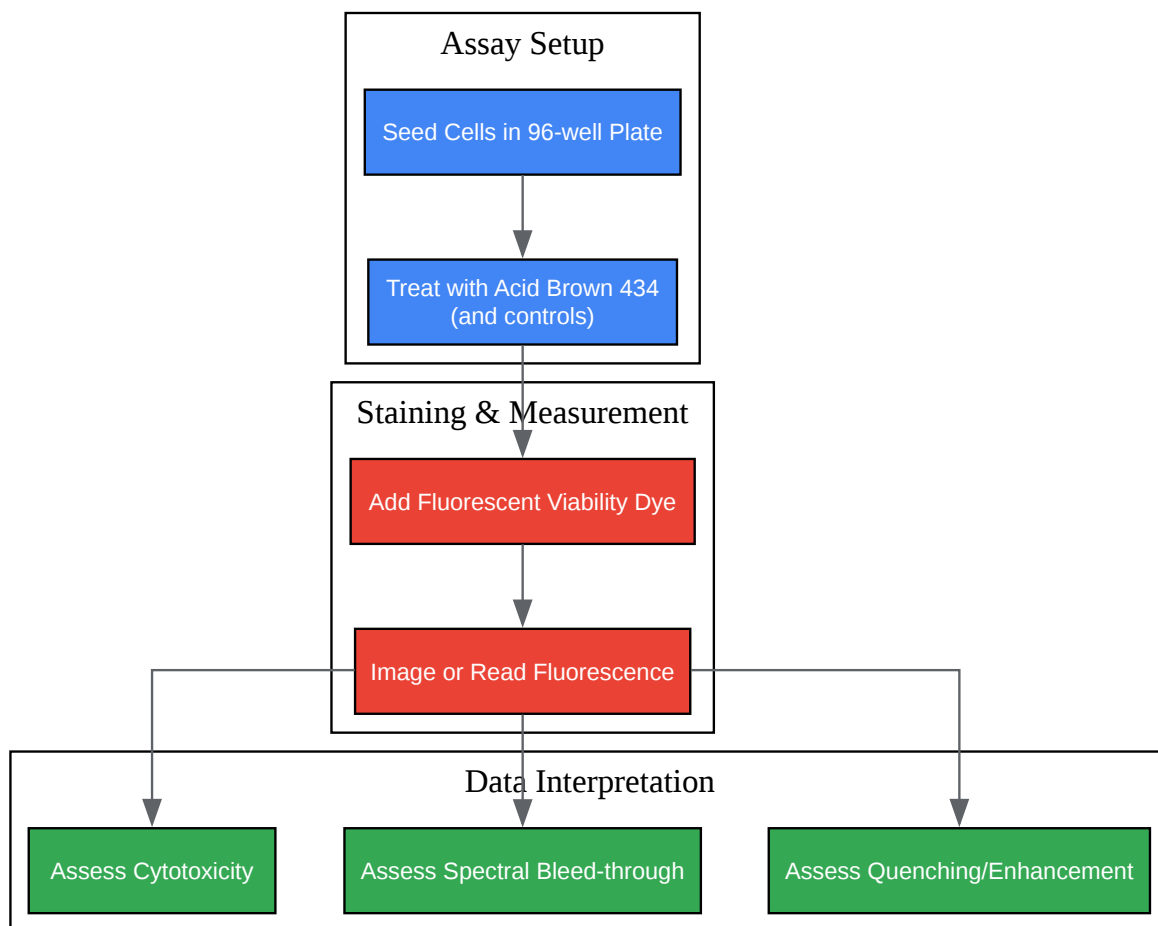 Assay Setup
Seed Cells in 96-well Plate
Treat with Acid Brown 434
(and controls)
Staining & Measurement
Add Fluorescent Viability Dye
Image or Read Fluorescence
Data Interpretation
Assess Cytotoxicity
Assess Spectral Bleed-through
Assess Quenching/Enhancement